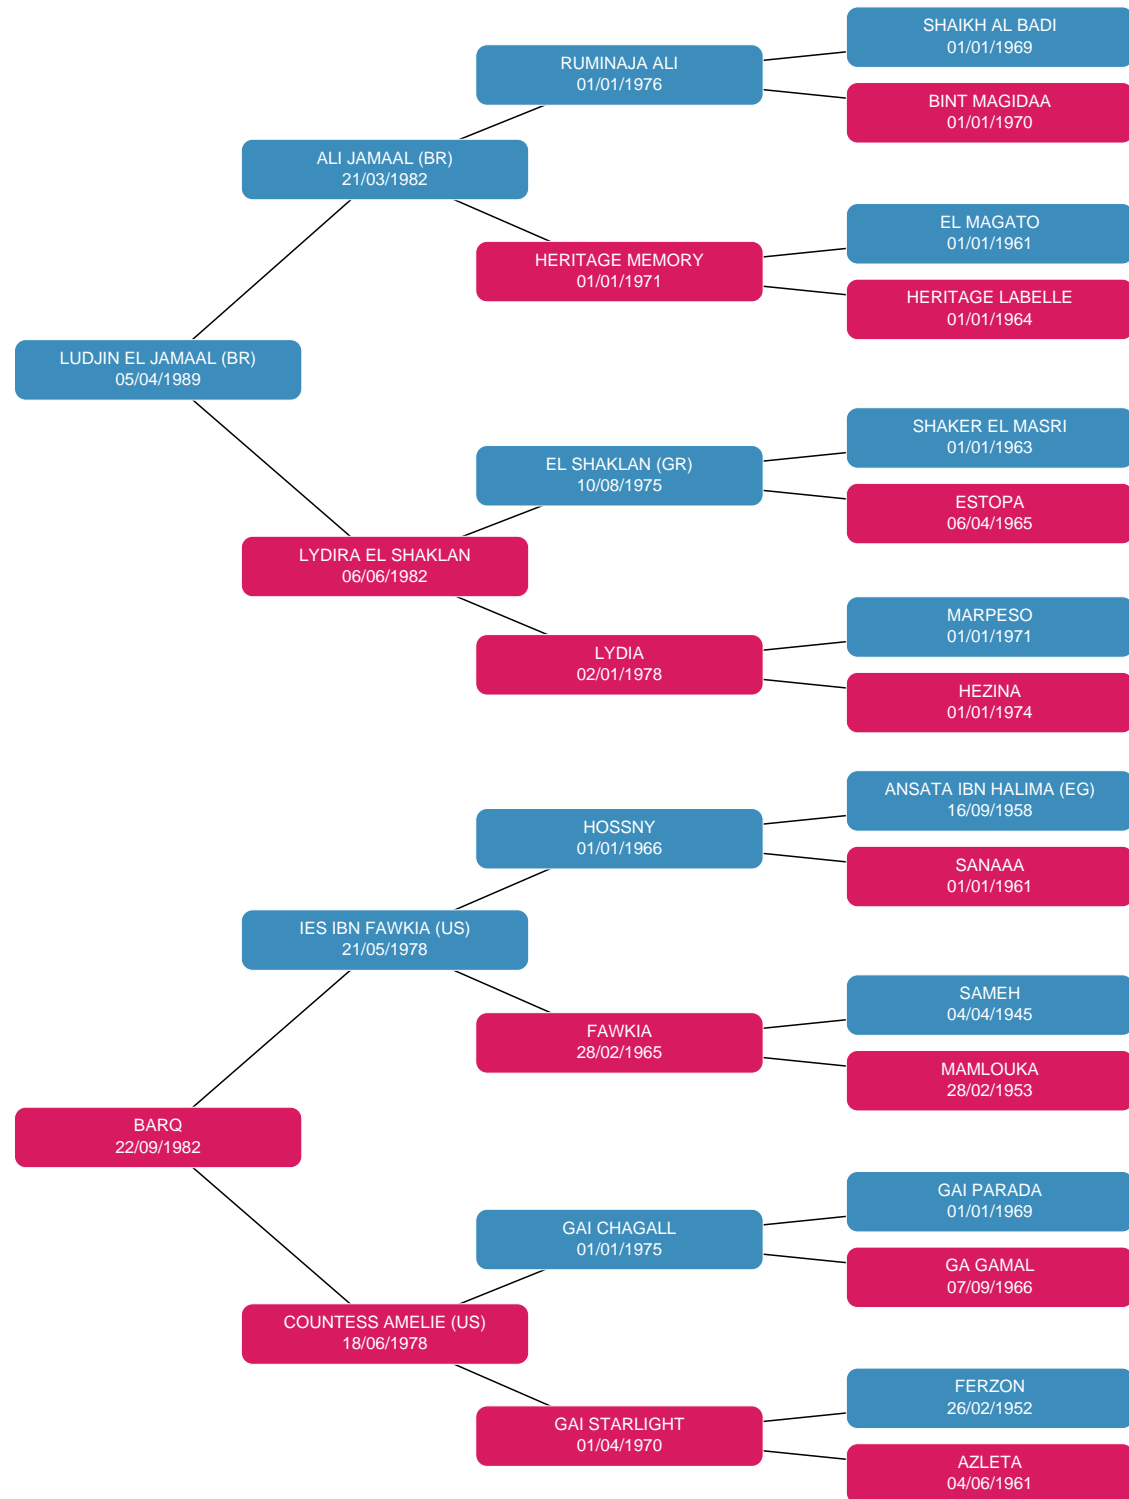 SHAIKH AL BADI
01/01/1969
RUMINAJA ALI
01/01/1976
BINT MAGIDAA
01/01/1970
ALI JAMAAL (BR)
21/03/1982
EL MAGATO
01/01/1961
HERITAGE MEMORY
01/01/1971
HERITAGE LABELLE
01/01/1964
LUDJIN EL JAMAAL (BR)
05/04/1989
SHAKER EL MASRI
01/01/1963
EL SHAKLAN (GR)
10/08/1975
ESTOPA
06/04/1965
LYDIRA EL SHAKLAN
06/06/1982
MARPESO
01/01/1971
LYDIA
02/01/1978
HEZINA
01/01/1974
ANSATA IBN HALIMA (EG)
16/09/1958
HOSSNY
01/01/1966
SANAAA
01/01/1961
IES IBN FAWKIA (US)
21/05/1978
SAMEH
04/04/1945
FAWKIA
28/02/1965
MAMLOUKA
28/02/1953
BARQ
22/09/1982
GAI PARADA
01/01/1969
GAI CHAGALL
01/01/1975
GA GAMAL
07/09/1966
COUNTESS AMELIE (US)
18/06/1978
FERZON
26/02/1952
GAI STARLIGHT
01/04/1970
AZLETA
04/06/1961